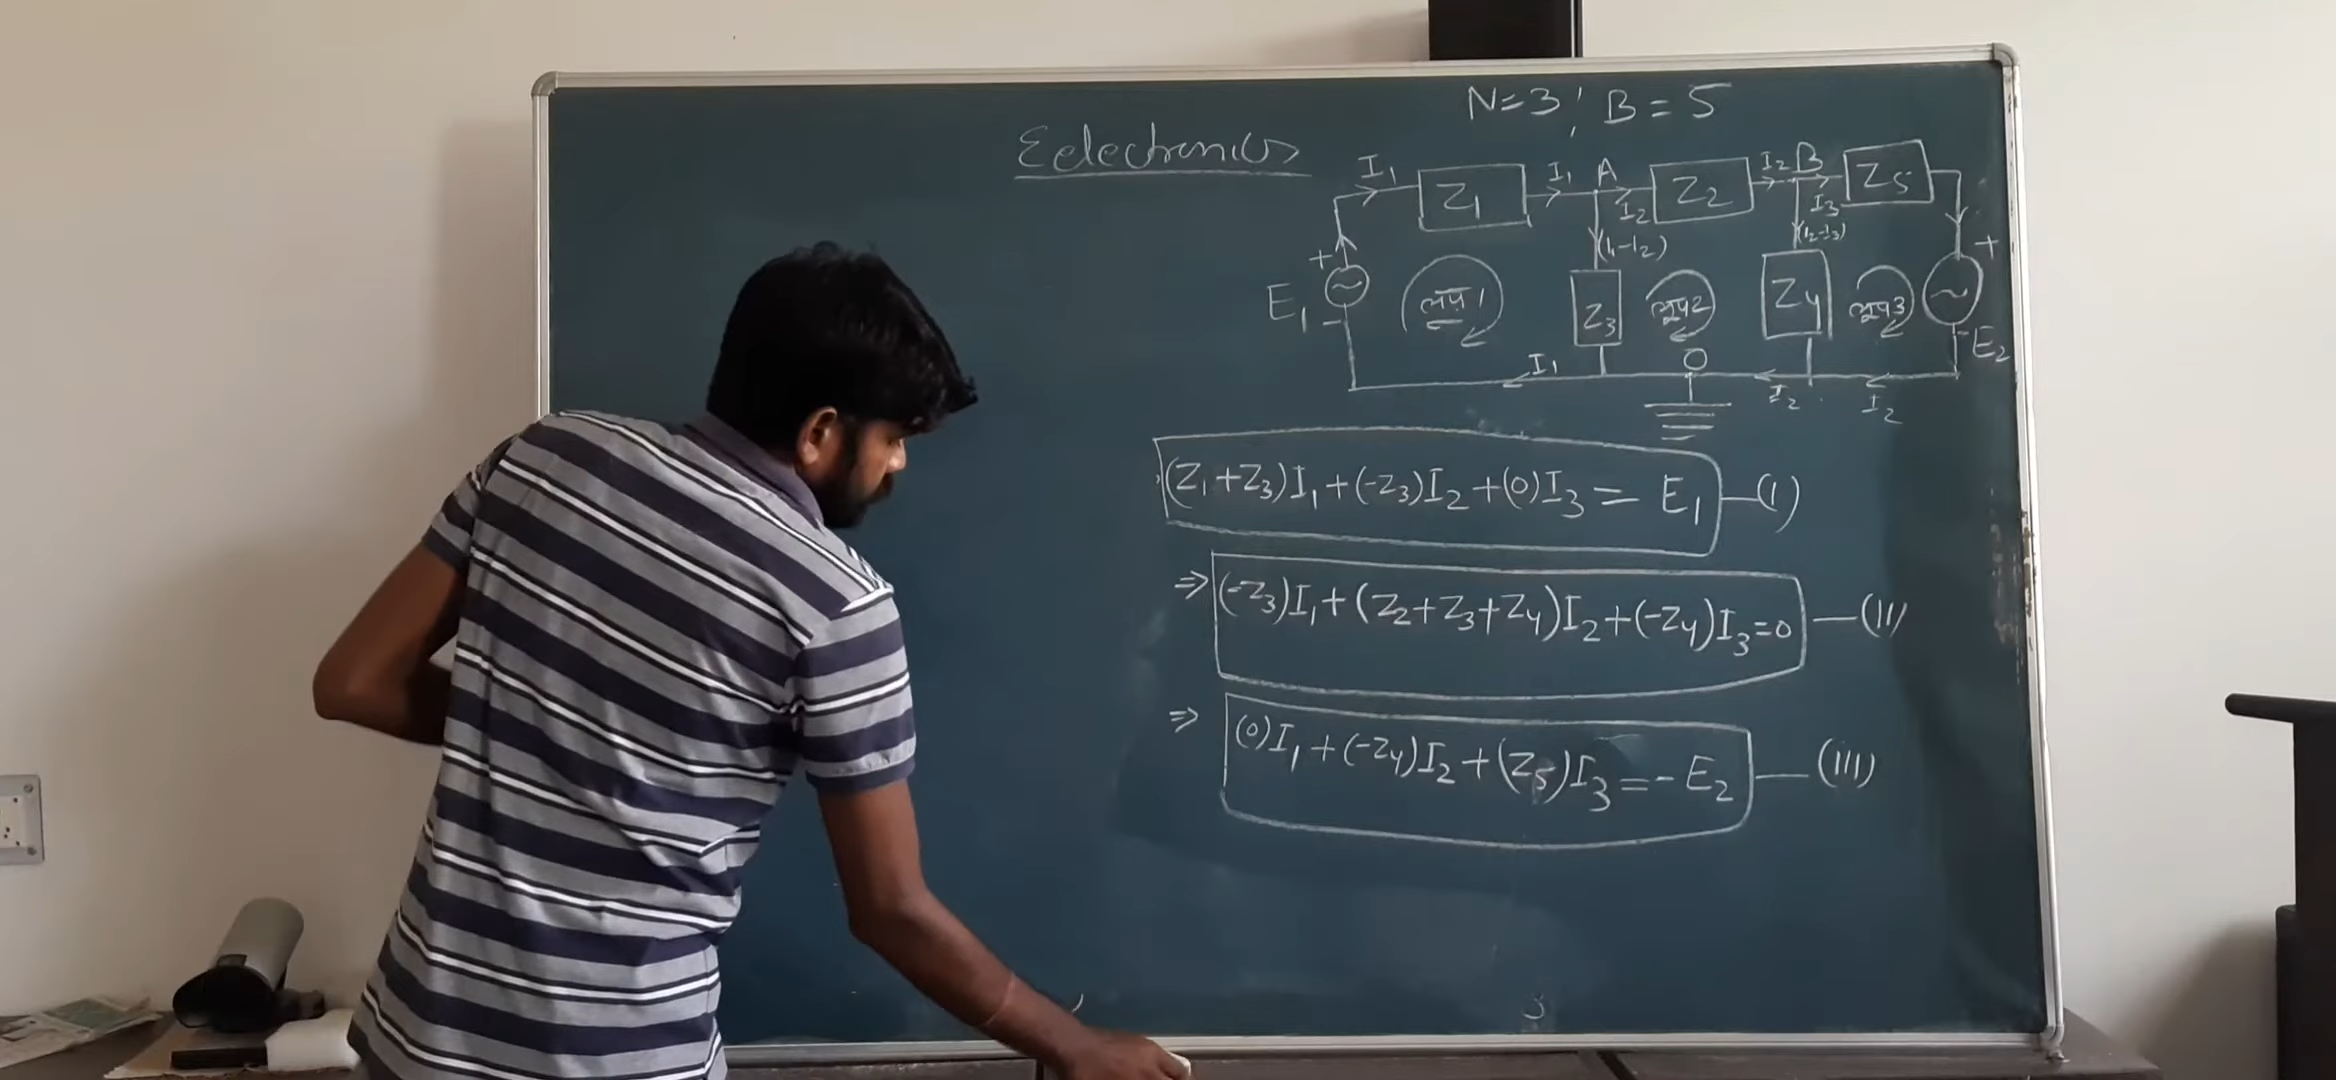 N=3; B=5
Eelectronics
I₁ Z₁ I₁ A I₂ Z₂ I₂ B I₃ Z₅
(I₁-I₂) (I₂-I₃)
+ +
E₁ ~ लूप1 Z₃ लूप2 Z₄ लूप3 ~
- - E₂
I₁ O I₂ I₂
(Z₁+Z₃)I₁+(-Z₃)I₂+(0)I₃ = E₁ —(I)
⇒ (-Z₃)I₁+(Z₂+Z₃+Z₄)I₂+(-Z₄)I₃=0 —(II)
⇒ (0)I₁+(-Z₄)I₂+(Z₅)I₃=-E₂ —(III)